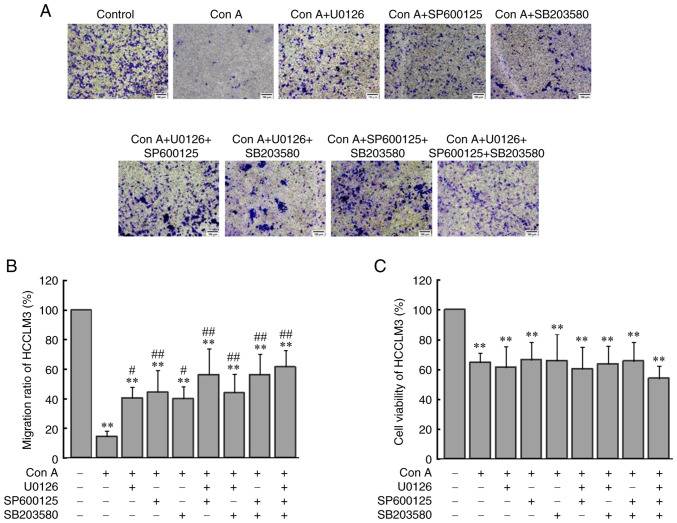 A
Control Con A Con A+U0126 Con A+SP600125 Con A+SB203580
Con A+U0126+ Con A+U0126+ Con A+SP600125+ Con A+U0126+
SP600125 SB203580 SB203580 SP600125+SB203580
B
120
100
80
60
40
20
0
Migration ratio of HCCLM3 (%)
** # ** ## ** # ** ## ** ## ** ## ** ## **
Con A – + + + + + + + +
U0126 – – + – – + + – +
SP600125 – – – + – + – + +
SB203580 – – – – + – + + +
C
120
100
80
60
40
20
0
Cell viability of HCCLM3 (%)
** ** ** ** ** ** ** **
Con A – + + + + + + + +
U0126 – – + – – + + – +
SP600125 – – – + – + – + +
SB203580 – – – – + – + + +